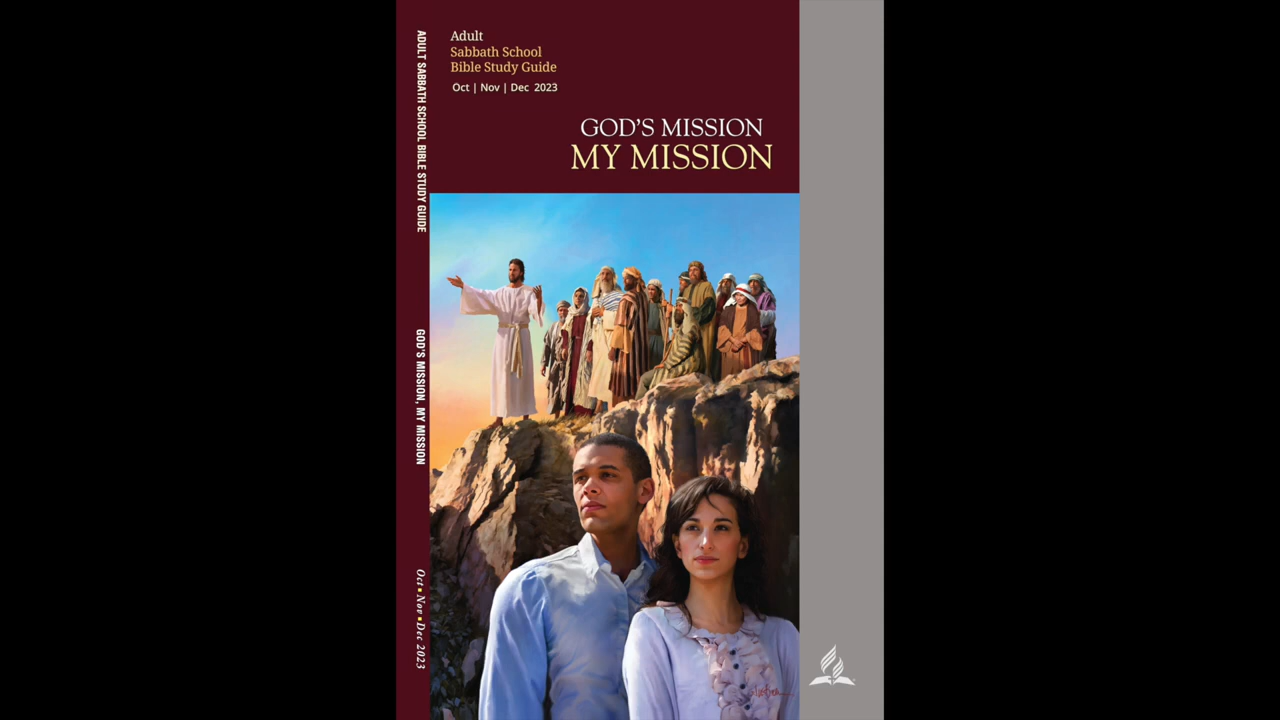 Adult
Sabbath School
Bible Study Guide
Oct | Nov | Dec 2023
GOD'S MISSION
MY MISSION
ADULT SABBATH SCHOOL BIBLE STUDY GUIDE
GOD'S MISSION, MY MISSION
Oct ▪ Nov ▪ Dec 2023